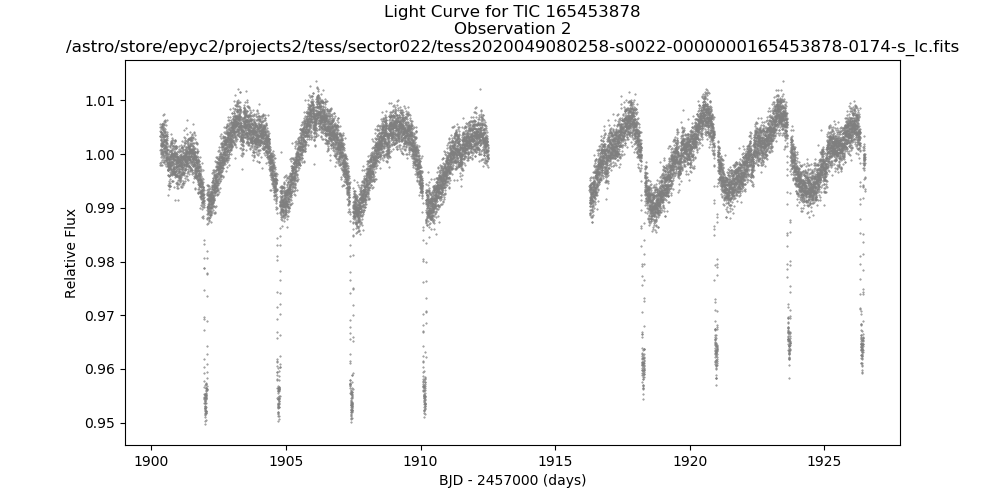 Light Curve for TIC 165453878
Observation 2
/astro/store/epyc2/projects2/tess/sector022/tess2020049080258-s0022-0000000165453878-0174-s_lc.fits
1.01
1.00
0.99
0.98
0.97
0.96
0.95
Relative Flux
1900
1905
1910
1915
1920
1925
BJD - 2457000 (days)